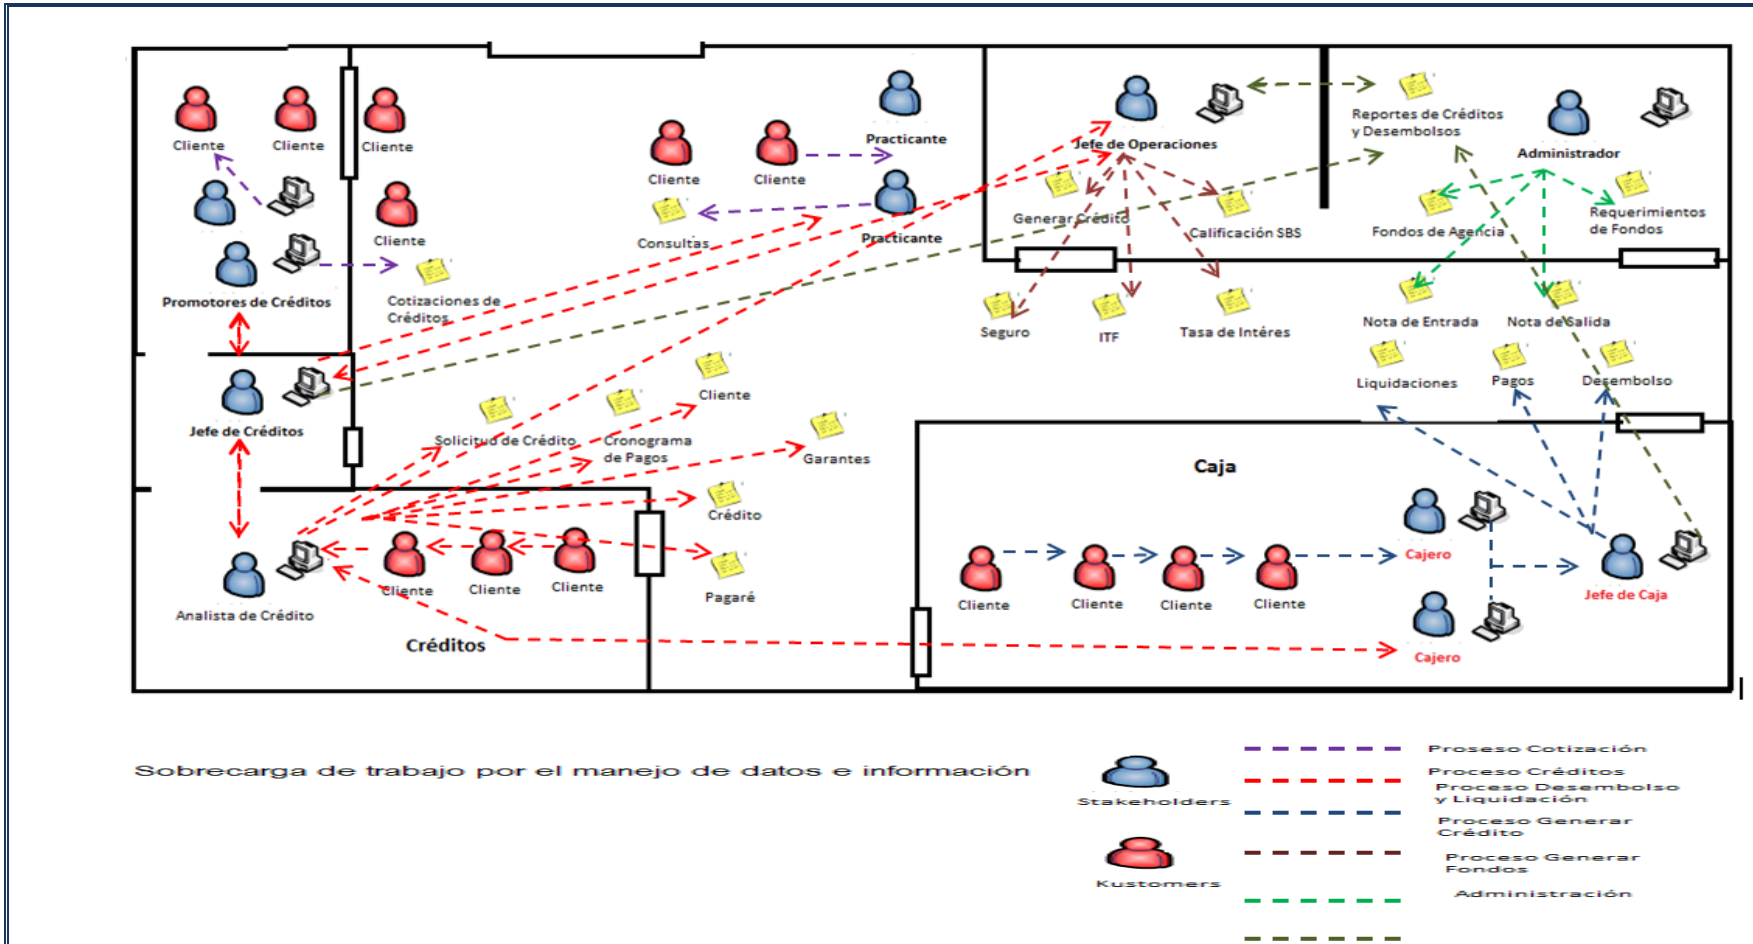 Cliente
Cliente
Cliente
Practicante
Jefe de Operaciones
Reportes de Créditos
y Desembolsos
Administrador
Cliente
Cliente
Cliente
Consultas
Practicante
Generar Crédito
Calificación SBS
Fondos de Agencia
Requerimientos
de Fondos
Promotores de Créditos
Cotizaciones de
Créditos
Seguro
ITF
Tasa de Intéres
Nota de Entrada
Nota de Salida
Liquidaciones
Pagos
Desembolso
Jefe de Créditos
Cliente
Solicitud de Crédito
Cronograma
de Pagos
Garantes
Crédito
Caja
Analista de Crédito
Cliente
Cliente
Cliente
Pagaré
Créditos
Cliente
Cliente
Cliente
Cliente
Cajero
Cajero
Jefe de Caja
Sobrecarga de trabajo por el manejo de datos e información
Stakeholders
Kustomers
Proseso Cotización
Proceso Créditos
Proceso Desembolso
y Liquidación
Proceso Generar
Crédito
Proceso Generar
Fondos
Administración